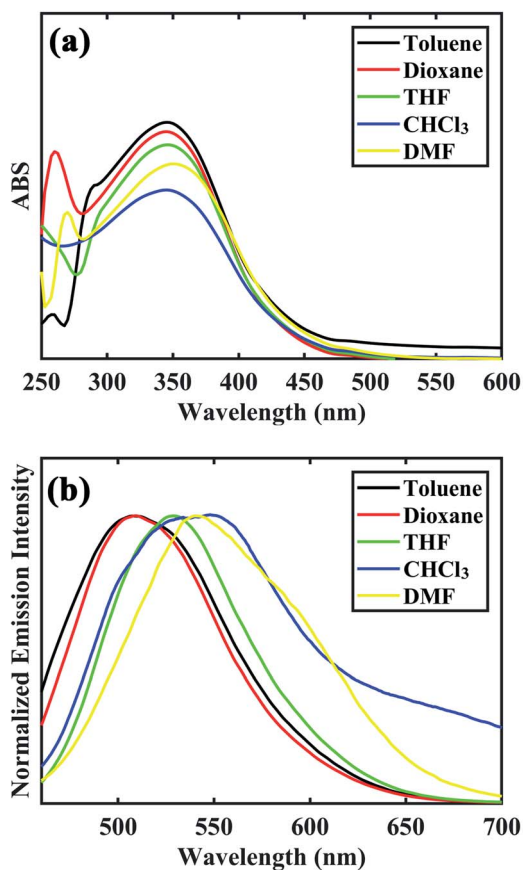 (a)
Toluene
Dioxane
THF
CHCl₃
DMF
ABS
250 300 350 400 450 500 550 600
Wavelength (nm)
(b)
Toluene
Dioxane
THF
CHCl₃
DMF
Normalized Emission Intensity
500 550 600 650 700
Wavelength (nm)